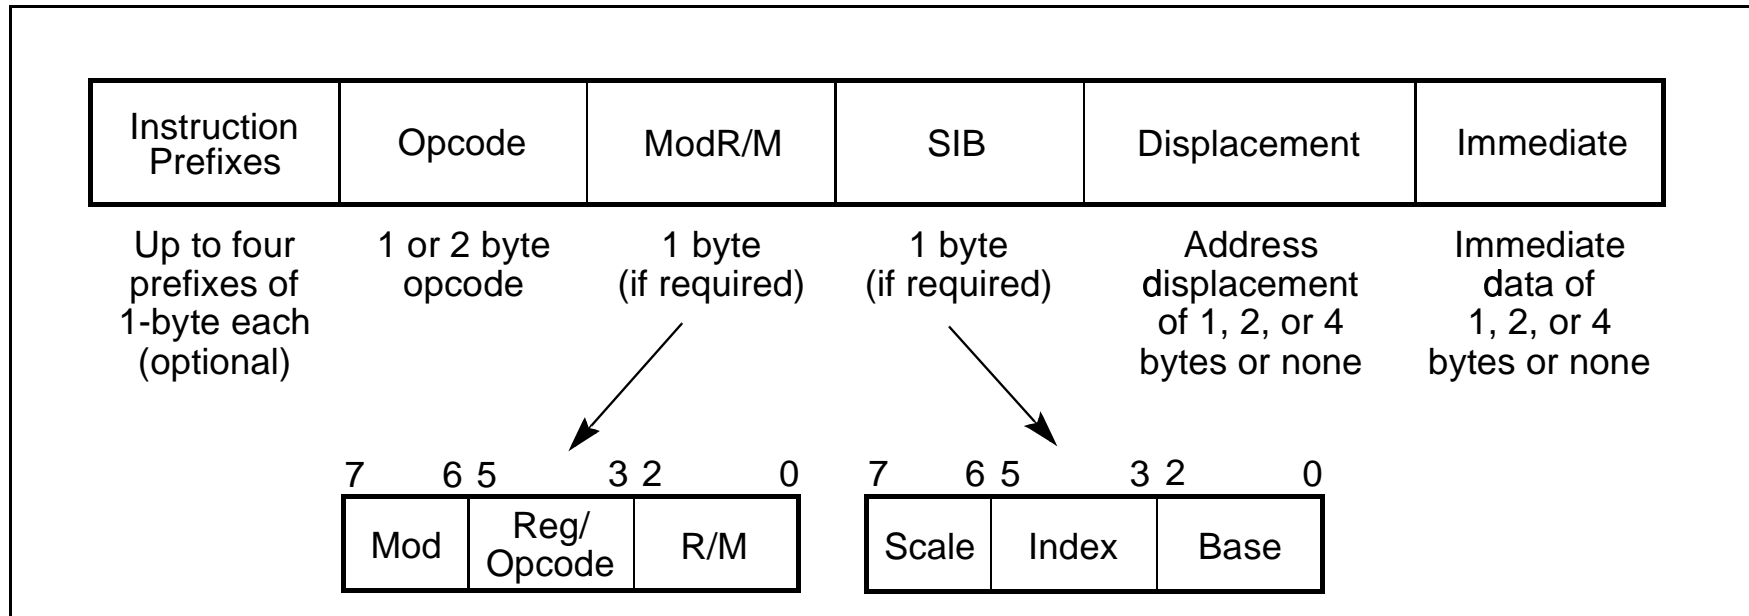 Instruction
Prefixes
Opcode
ModR/M
SIB
Displacement
Immediate
Up to four
prefixes of
1-byte each
(optional)
1 or 2 byte
opcode
1 byte
(if required)
1 byte
(if required)
Address
displacement
of 1, 2, or 4
bytes or none
Immediate
data of
1, 2, or 4
bytes or none
7 6 5 3 2 0
Mod
Reg/
Opcode
R/M
7 6 5 3 2 0
Scale
Index
Base